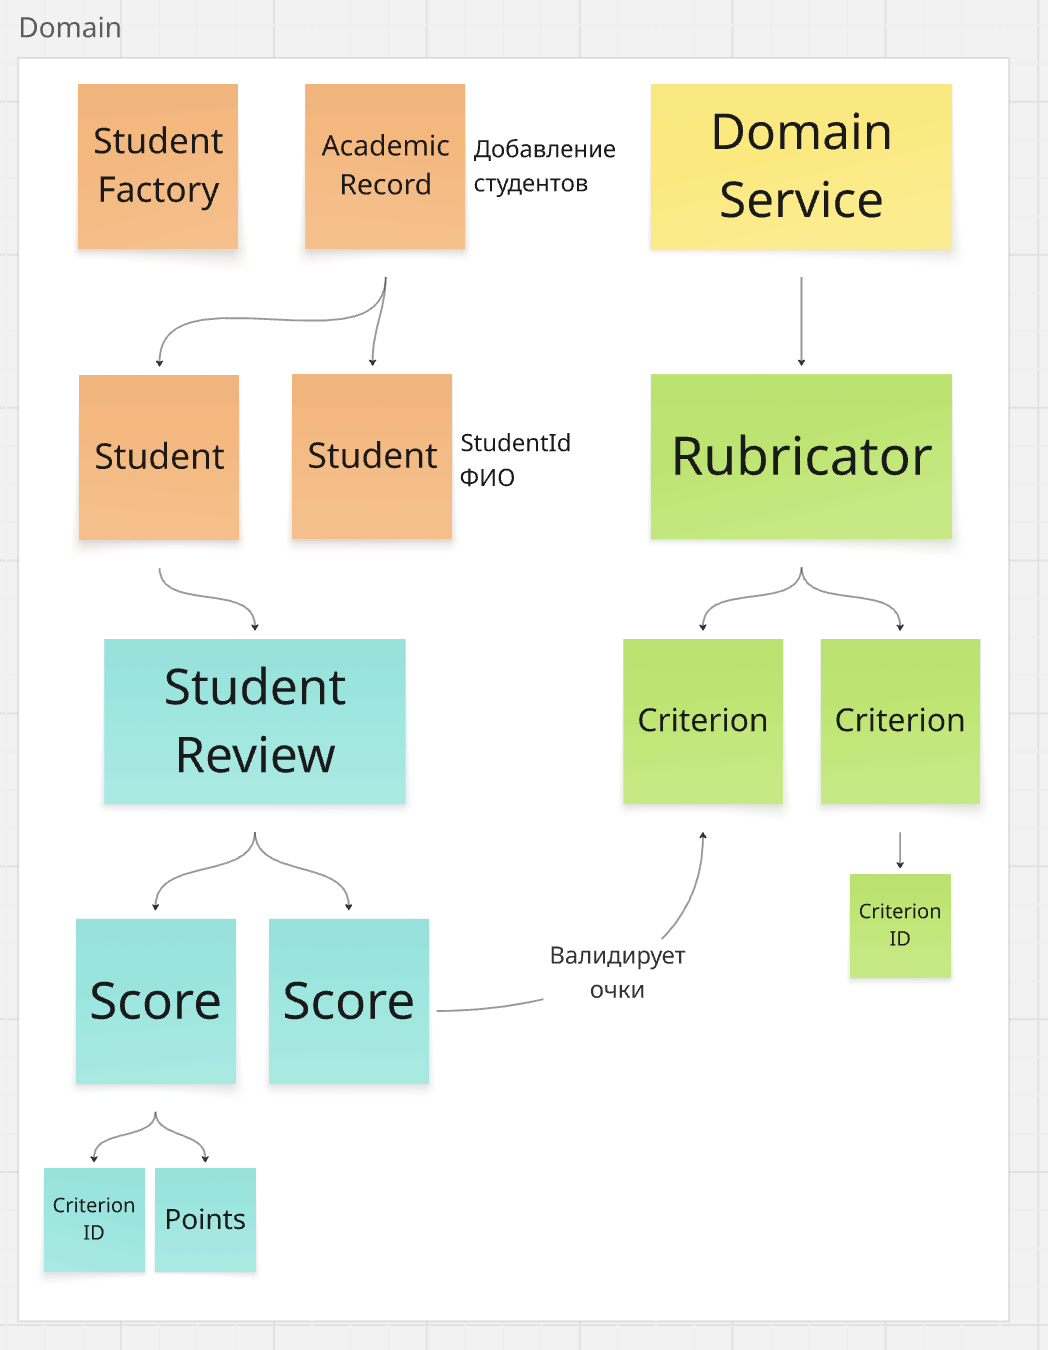 Domain
Student
Factory
Academic
Record
Добавление
студентов
Domain
Service
Student
Student
StudentId
ФИО
Rubricator
Student
Review
Criterion
Criterion
Score
Score
Валидирует
очки
Criterion
ID
Criterion
ID
Points